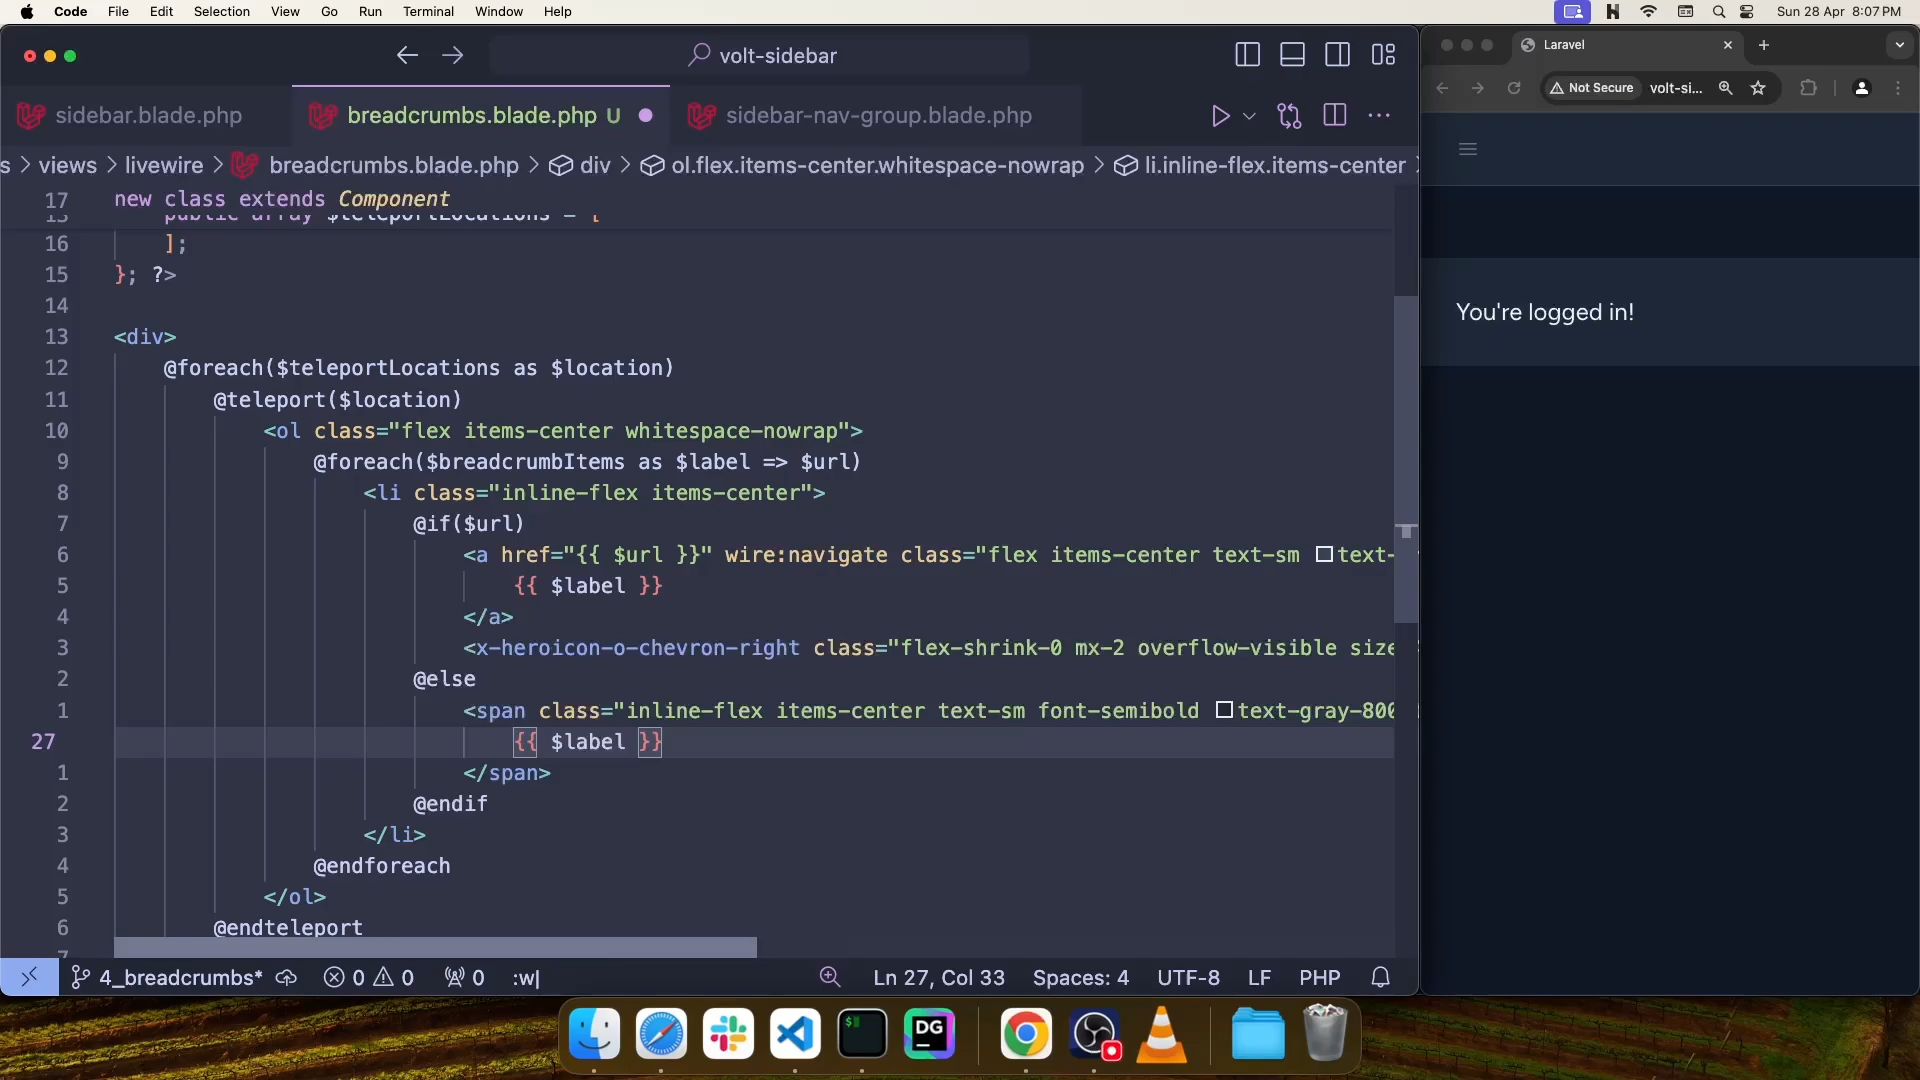 Code File Edit Selection View Go Run Terminal Window Help Sun 28 Apr 8:07 PM
volt-sidebar
Laravel
sidebar.blade.php breadcrumbs.blade.php U sidebar-nav-group.blade.php
Not Secure volt-si...
s > views > livewire > breadcrumbs.blade.php > div > ol.flex.items-center.whitespace-nowrap > li.inline-flex.items-center
17 new class extends Component
public array $teleportLocations = [
16 ];
15 }; ?>
14
13 <div>
12 @foreach($teleportLocations as $location)
11 @teleport($location)
10 <ol class="flex items-center whitespace-nowrap">
9 @foreach($breadcrumbItems as $label => $url)
8 <li class="inline-flex items-center">
7 @if($url)
6 <a href="{{ $url }}" wire:navigate class="flex items-center text-sm text-
5 {{ $label }}
4 </a>
3 <x-heroicon-o-chevron-right class="flex-shrink-0 mx-2 overflow-visible size
2 @else
1 <span class="inline-flex items-center text-sm font-semibold text-gray-800
27 {{ $label }}
1 </span>
2 @endif
3 </li>
4 @endforeach
5 </ol>
6 @endteleport
You're logged in!
4_breadcrumbs* 0 0 0 :w| Ln 27, Col 33 Spaces: 4 UTF-8 LF PHP
$
DG